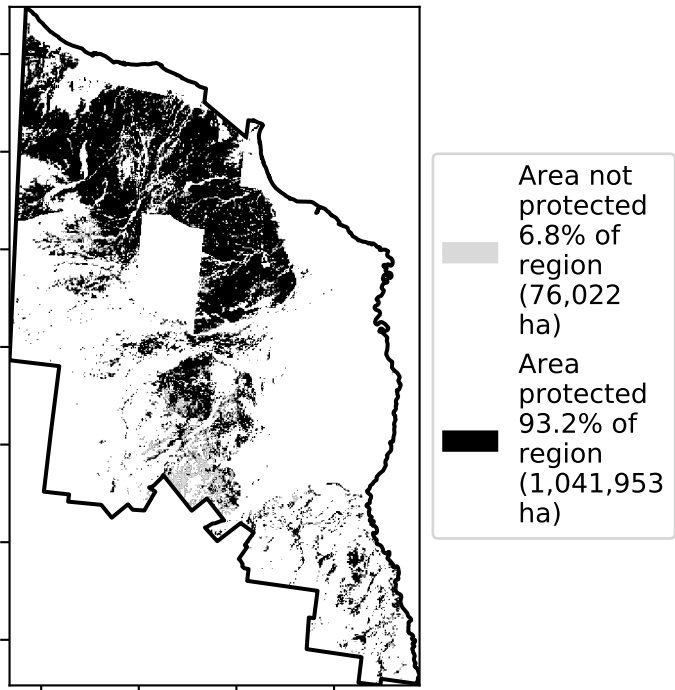 Area not
protected
6.8% of
region
(76,022
ha)
Area
protected
93.2% of
region
(1,041,953
ha)